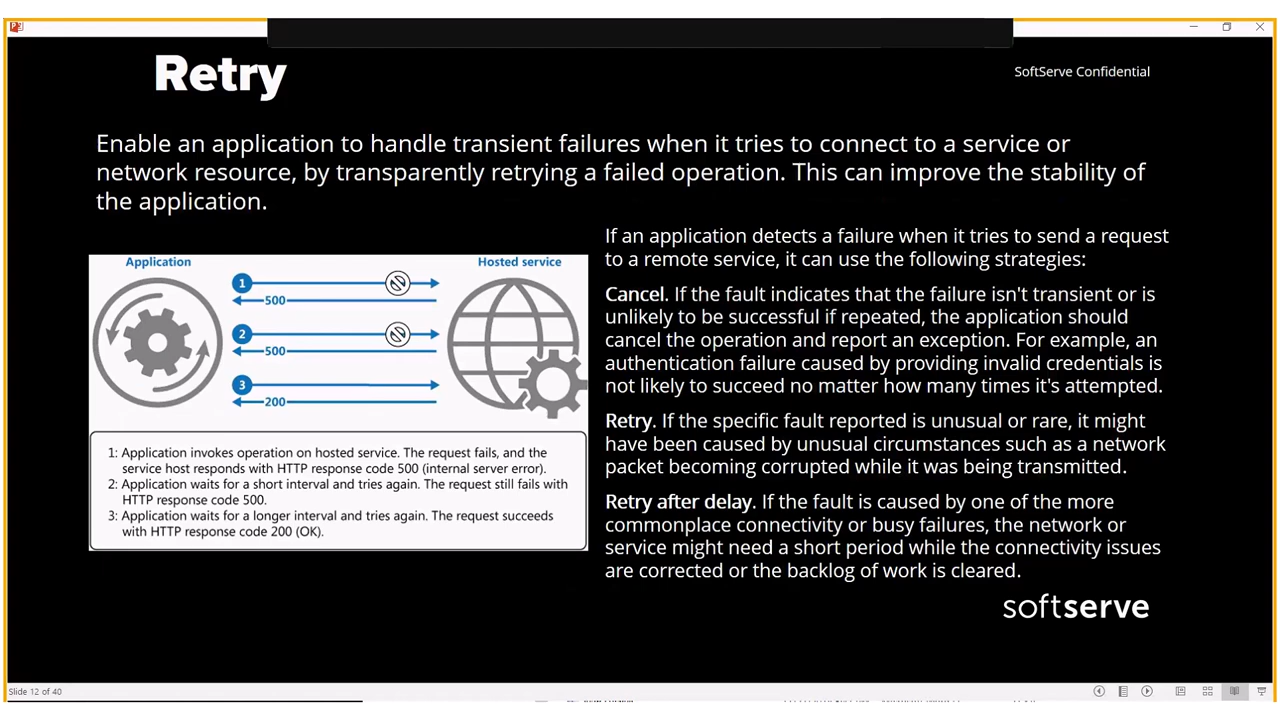 Retry
SoftServe Confidential
Enable an application to handle transient failures when it tries to connect to a service or
network resource, by transparently retrying a failed operation. This can improve the stability of
the application.
Application
Hosted service
1
500
2
500
3
200
1: Application invokes operation on hosted service. The request fails, and the
service host responds with HTTP response code 500 (internal server error).
2: Application waits for a short interval and tries again. The request still fails with
HTTP response code 500.
3: Application waits for a longer interval and tries again. The request succeeds
with HTTP response code 200 (OK).
If an application detects a failure when it tries to send a request
to a remote service, it can use the following strategies:
Cancel. If the fault indicates that the failure isn't transient or is
unlikely to be successful if repeated, the application should
cancel the operation and report an exception. For example, an
authentication failure caused by providing invalid credentials is
not likely to succeed no matter how many times it's attempted.
Retry. If the specific fault reported is unusual or rare, it might
have been caused by unusual circumstances such as a network
packet becoming corrupted while it was being transmitted.
Retry after delay. If the fault is caused by one of the more
commonplace connectivity or busy failures, the network or
service might need a short period while the connectivity issues
are corrected or the backlog of work is cleared.
softserve
Slide 12 of 40